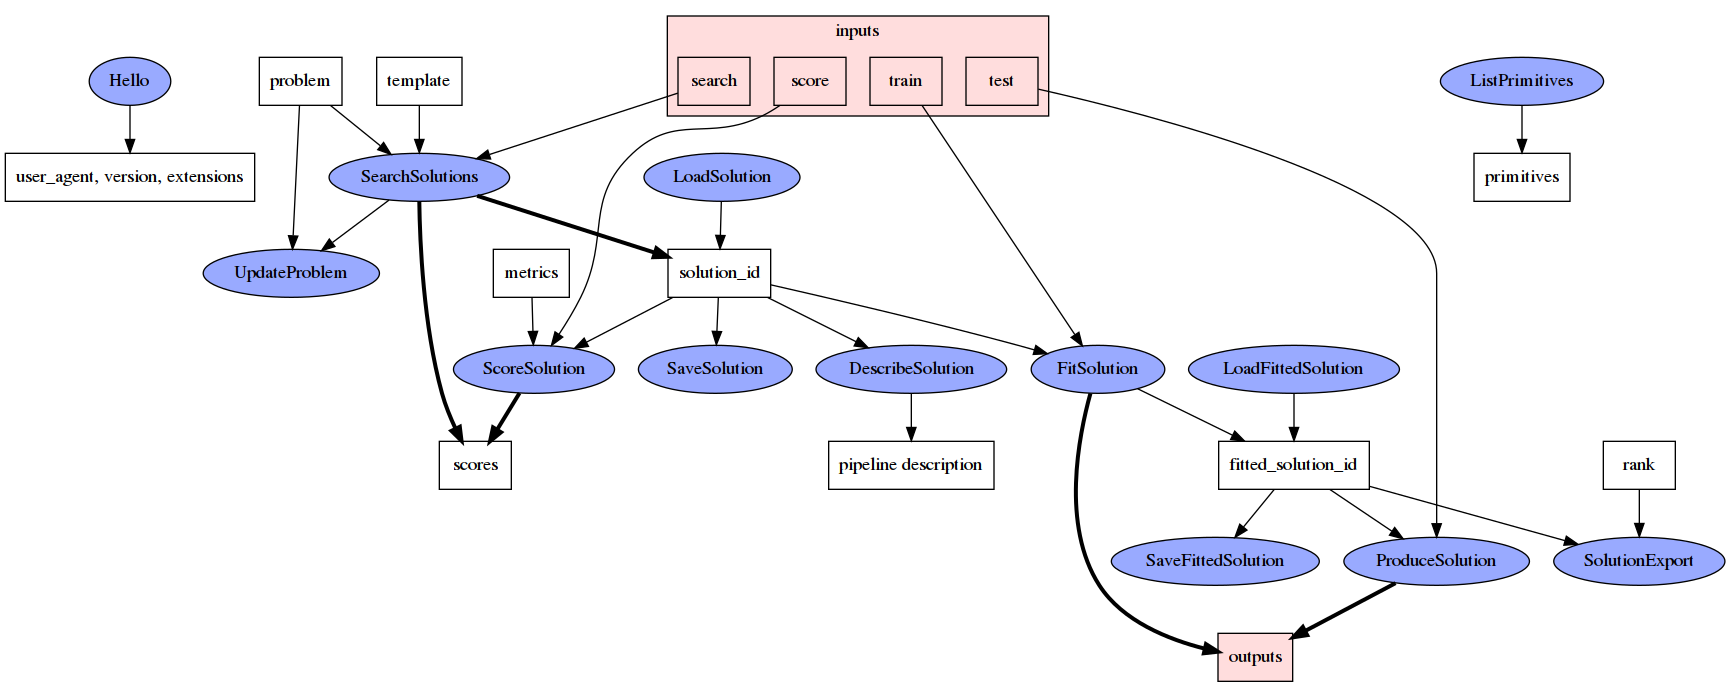 inputs
Hello
problem
template
search
score
train
test
ListPrimitives
user_agent, version, extensions
SearchSolutions
LoadSolution
primitives
UpdateProblem
metrics
solution_id
ScoreSolution
SaveSolution
DescribeSolution
FitSolution
LoadFittedSolution
scores
pipeline description
fitted_solution_id
rank
SaveFittedSolution
ProduceSolution
SolutionExport
outputs